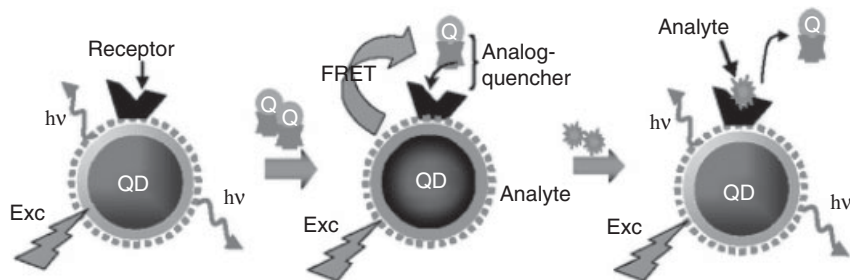 Receptor
hν
QD
hν
Exc
Q
Q
FRET
Q
Analog-
quencher
QD
Analyte
Exc
Analyte
Q
hν
QD
hν
Exc